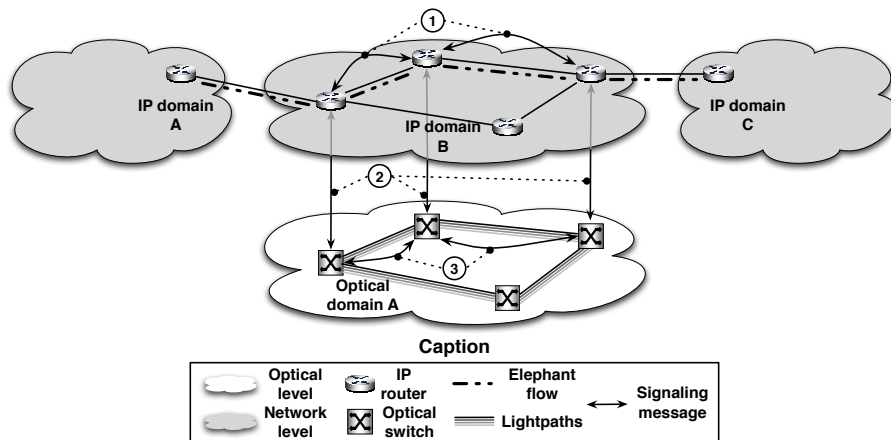 1
IP domain
A
IP domain
B
IP domain
C
2
3
Optical
domain A
Caption
Optical
level
IP
router
Elephant
flow
Signaling
message
Network
level
Optical
switch
Lightpaths